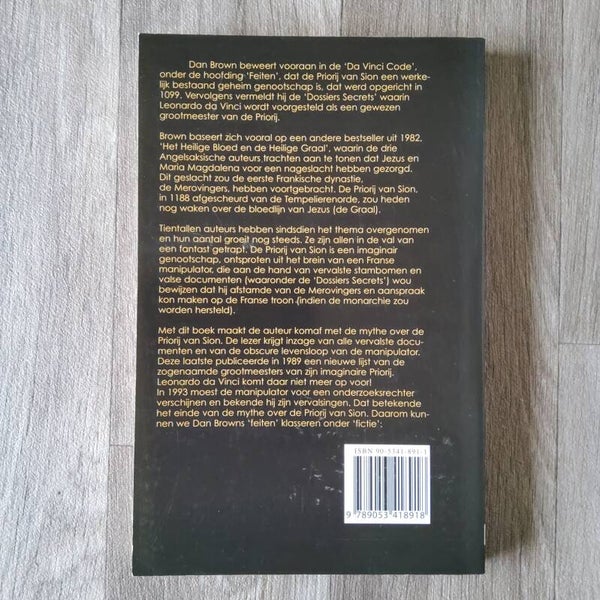 Dan Brown beweert vooraan in de 'Da Vinci Code',
onder de hoofding 'Feiten', dat de Priorij van Sion een werke-
lijk bestaand geheim genootschap is, dat werd opgericht in
1099. Vervolgens vermeldt hij de 'Dossiers Secrets' waarin
Leonardo da Vinci wordt voorgesteld als een gewezen
grootmeester van de Priorij.
Brown baseert zich vooral op een andere bestseller uit 1982,
'Het Heilige Bloed en de Heilige Graal', waarin de drie
Angelsaksische auteurs trachten aan te tonen dat Jezus en
Maria Magdalena voor een nageslacht hebben gezorgd.
Dit geslacht zou de eerste Frankische dynastie,
de Merovingers, hebben voortgebracht. De Priorij van Sion,
in 1188 afgescheurd van de Tempelierenorde, zou heden
nog waken over de bloedlijn van Jezus (de Graal).
Tientallen auteurs hebben sindsdien het thema overgenomen
en hun aantal groeit nog steeds. Ze zijn allen in de val van
een fantast getrapt. De Priorij van Sion is een imaginair
genootschap, ontsproten uit het brein van een Franse
manipulator, die aan de hand van vervalste stambomen en
valse documenten (waaronder de 'Dossiers Secrets') wou
bewijzen dat hij afstamde van de Merovingers en aanspraak
kon maken op de Franse troon (indien de monarchie zou
worden hersteld).
Met dit boek maakt de auteur komaf met de mythe over de
Priorij van Sion. De lezer krijgt inzage van alle vervalste docu-
menten en van de obscure levensloop van de manipulator.
Deze laatste publiceerde in 1989 een nieuwe lijst van de
zogenaamde grootmeesters van zijn imaginaire Priorij.
Leonardo da Vinci komt daar niet meer op voor!
In 1993 moest de manipulator voor een onderzoeksrechter
verschijnen en bekende hij zijn vervalsingen. Dat betekende
het einde van de mythe over de Priorij van Sion. Daarom kun-
nen we Dan Browns 'feiten' klasseren onder 'fictie'.
ISBN 90-5341-891-1
9 789053 418918